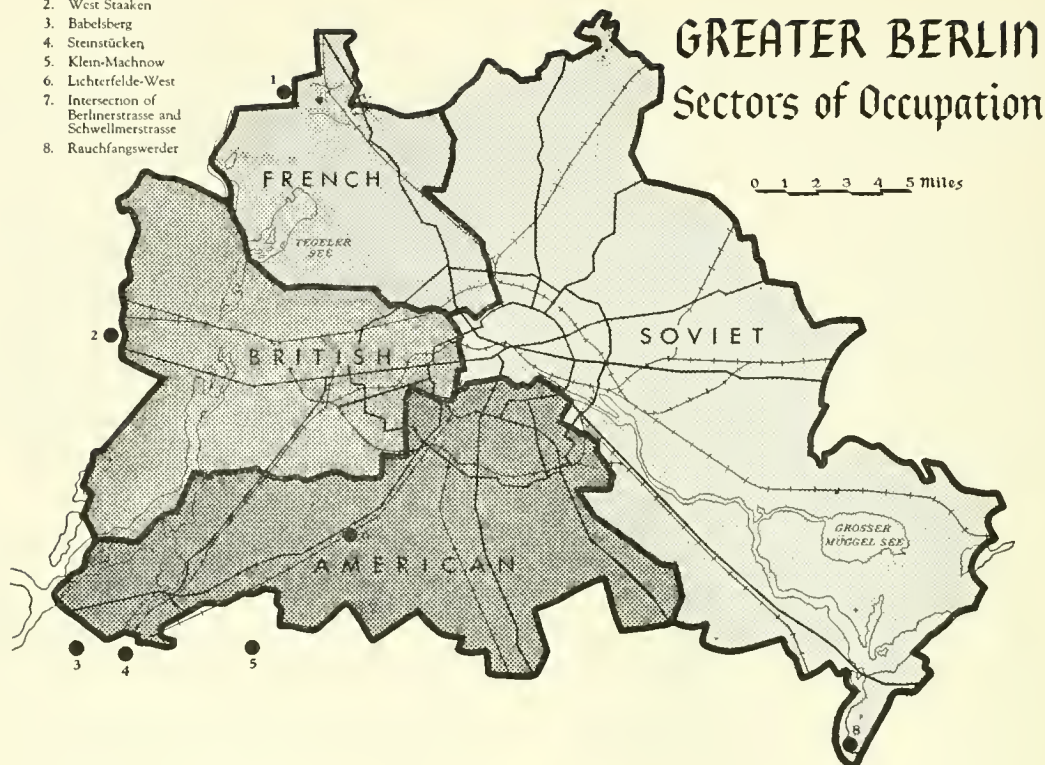 2. West Staaken
3. Babelsberg
4. Steinstücken
5. Klein-Machnow
6. Lichterfelde-West
7. Intersection of
Berlinerstrasse and
Schwellmerstrasse
8. Rauchfangswerder
GREATER BERLIN
Sectors of Occupation
0 1 2 3 4 5 Miles
1
FRENCH
TEGELER
SEE
2
BRITISH
SOVIET
GROSSER
MÜGGEL SEE
6
AMERICAN
3
4
5
8